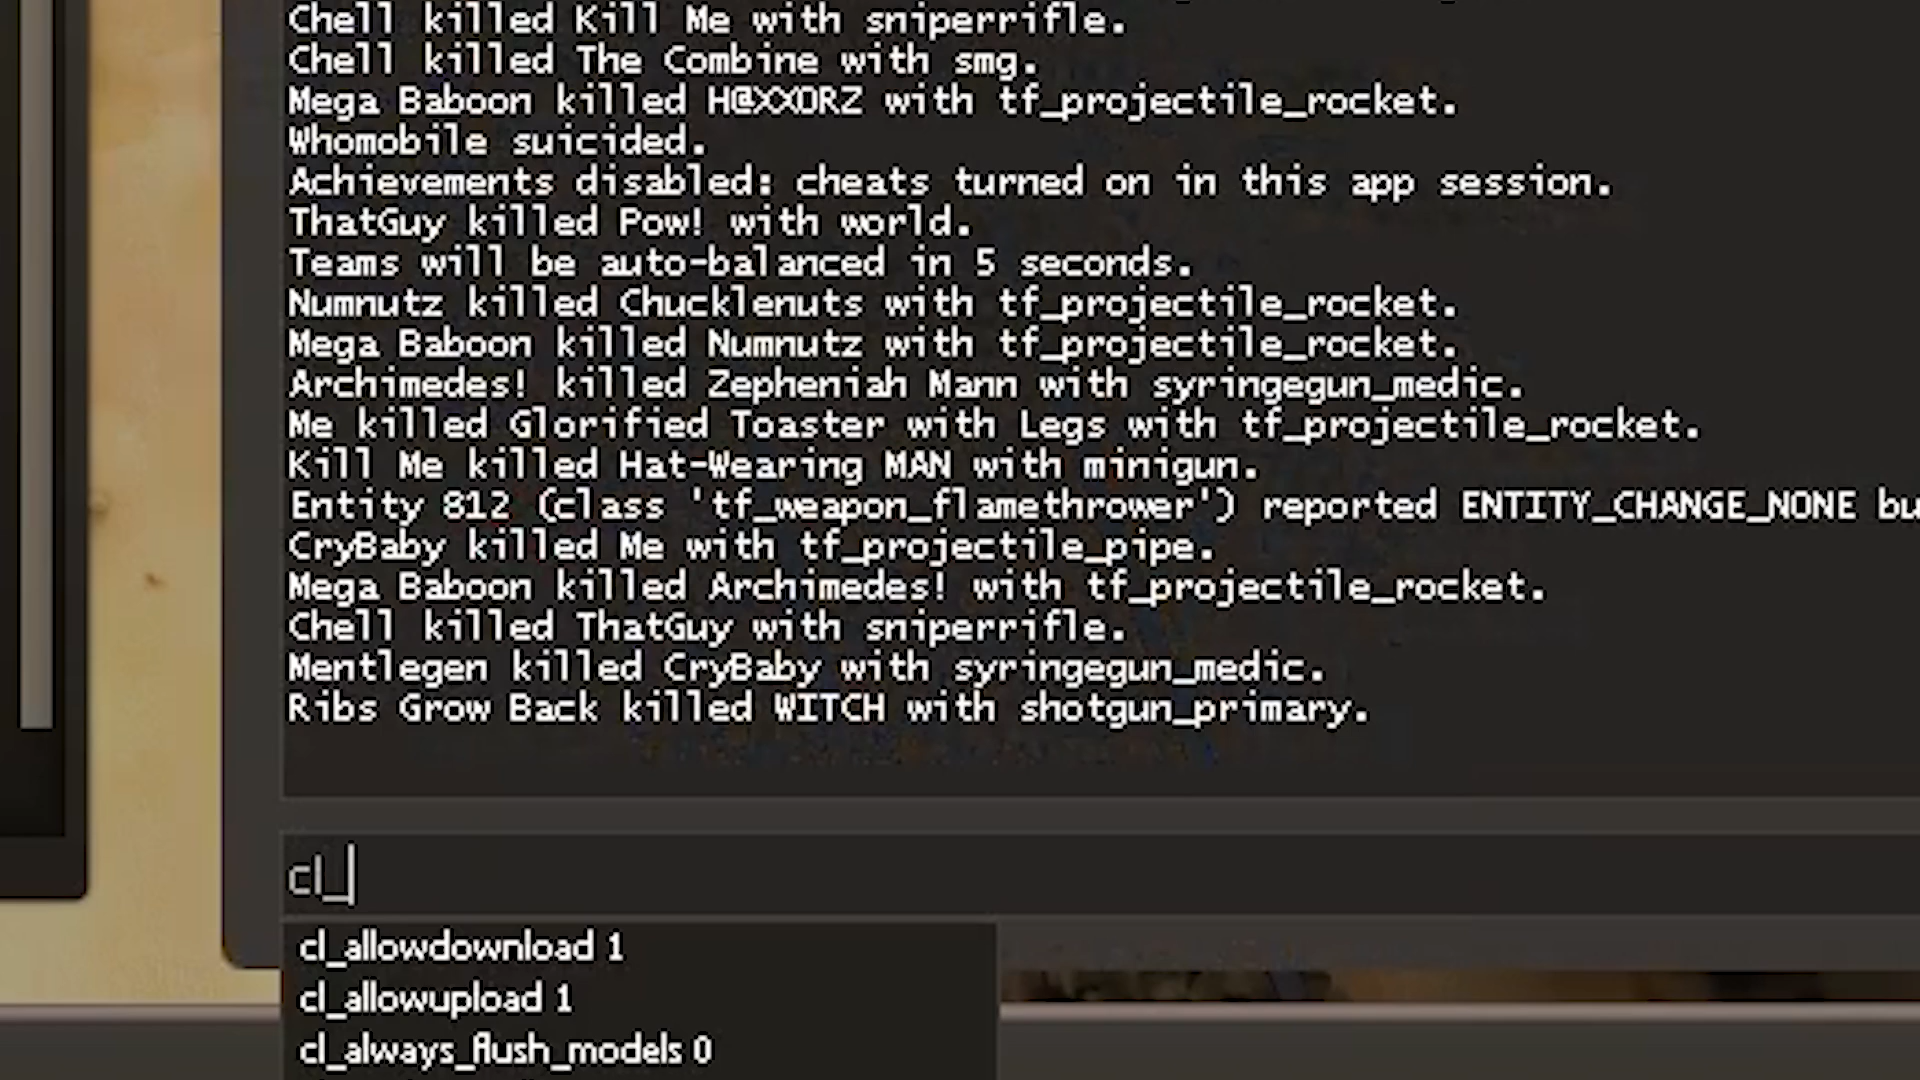 Chell killed Kill Me with sniperrifle.
Chell killed The Combine with smg.
Mega Baboon killed H@XX0RZ with tf_projectile_rocket.
Whomobile suicided.
Achievements disabled: cheats turned on in this app session.
ThatGuy killed Pow! with world.
Teams will be auto-balanced in 5 seconds.
Numnutz killed Chucklenuts with tf_projectile_rocket.
Mega Baboon killed Numnutz with tf_projectile_rocket.
Archimedes! killed Zepheniah Mann with syringegun_medic.
Me killed Glorified Toaster with Legs with tf_projectile_rocket.
Kill Me killed Hat-Wearing MAN with minigun.
Entity 812 (class 'tf_weapon_flamethrower') reported ENTITY_CHANGE_NONE bu
CryBaby killed Me with tf_projectile_pipe.
Mega Baboon killed Archimedes! with tf_projectile_rocket.
Chell killed ThatGuy with sniperrifle.
Mentlegen killed CryBaby with syringegun_medic.
Ribs Grow Back killed WITCH with shotgun_primary.
cl_
cl_allowdownload 1
cl_allowupload 1
cl_always_flush_models 0